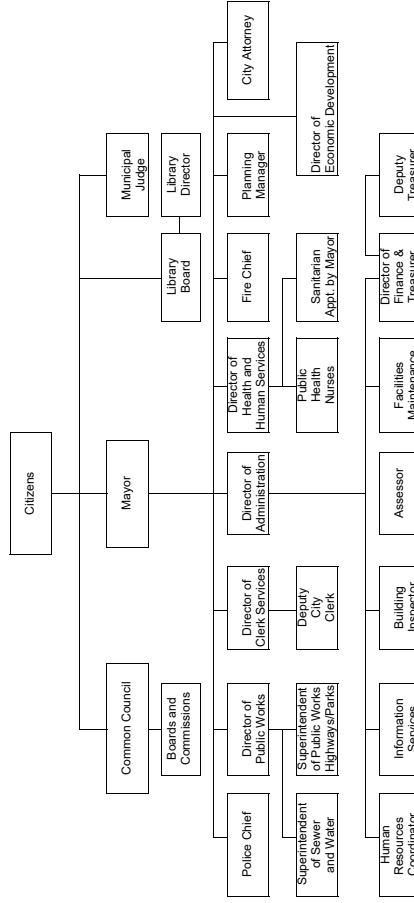 Citizens
Common Council
Mayor
Municipal
Judge
Boards and
Commissions
Library
Board
Library
Director
Police Chief
Director of
Public Works
Director of
Clerk Services
Director of
Administration
Director of
Health and
Human Services
Fire Chief
Planning
Manager
City Attorney
Superintendent
of Sewer
and Water
Superintendent
of Public Works
Highways/Parks
Deputy
City
Clerk
Public
Health
Nurses
Sanitarian
Appt. by Mayor
Director of
Economic Development
Human
Resources
Coordinator
Information
Services
Building
Inspector
Assessor
Facilities
Maintenance
Director of
Finance &
Treasurer
Deputy
Treasurer